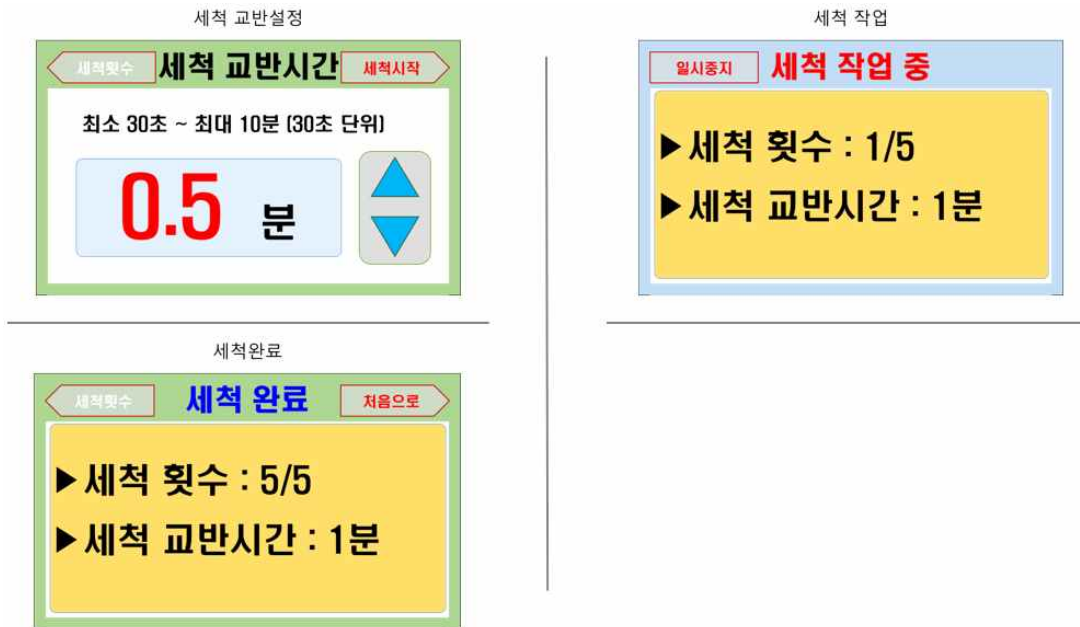 세척 교반설정
세척횟수 세척 교반시간 세척시작
최소 30초 ~ 최대 10분 (30초 단위)
0.5 분
세척 작업
일시중지 세척 작업 중
▶세척 횟수 : 1/5
▶세척 교반시간 : 1분
세척완료
세척횟수 세척 완료 처음으로
▶세척 횟수 : 5/5
▶세척 교반시간 : 1분